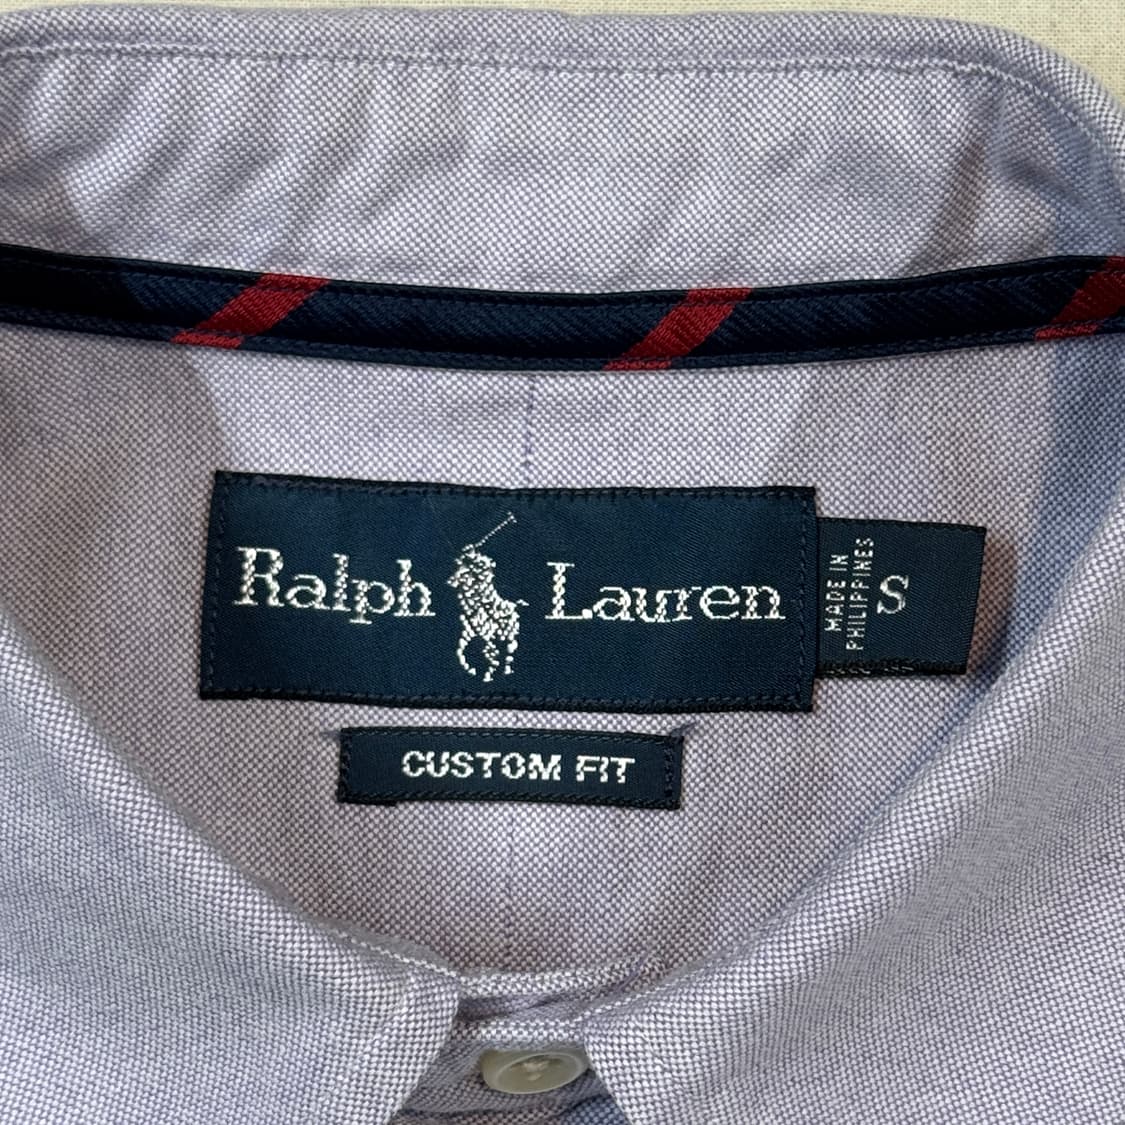 Ralph Lauren
MADE IN
PHILIPPINES
S
CUSTOM FIT